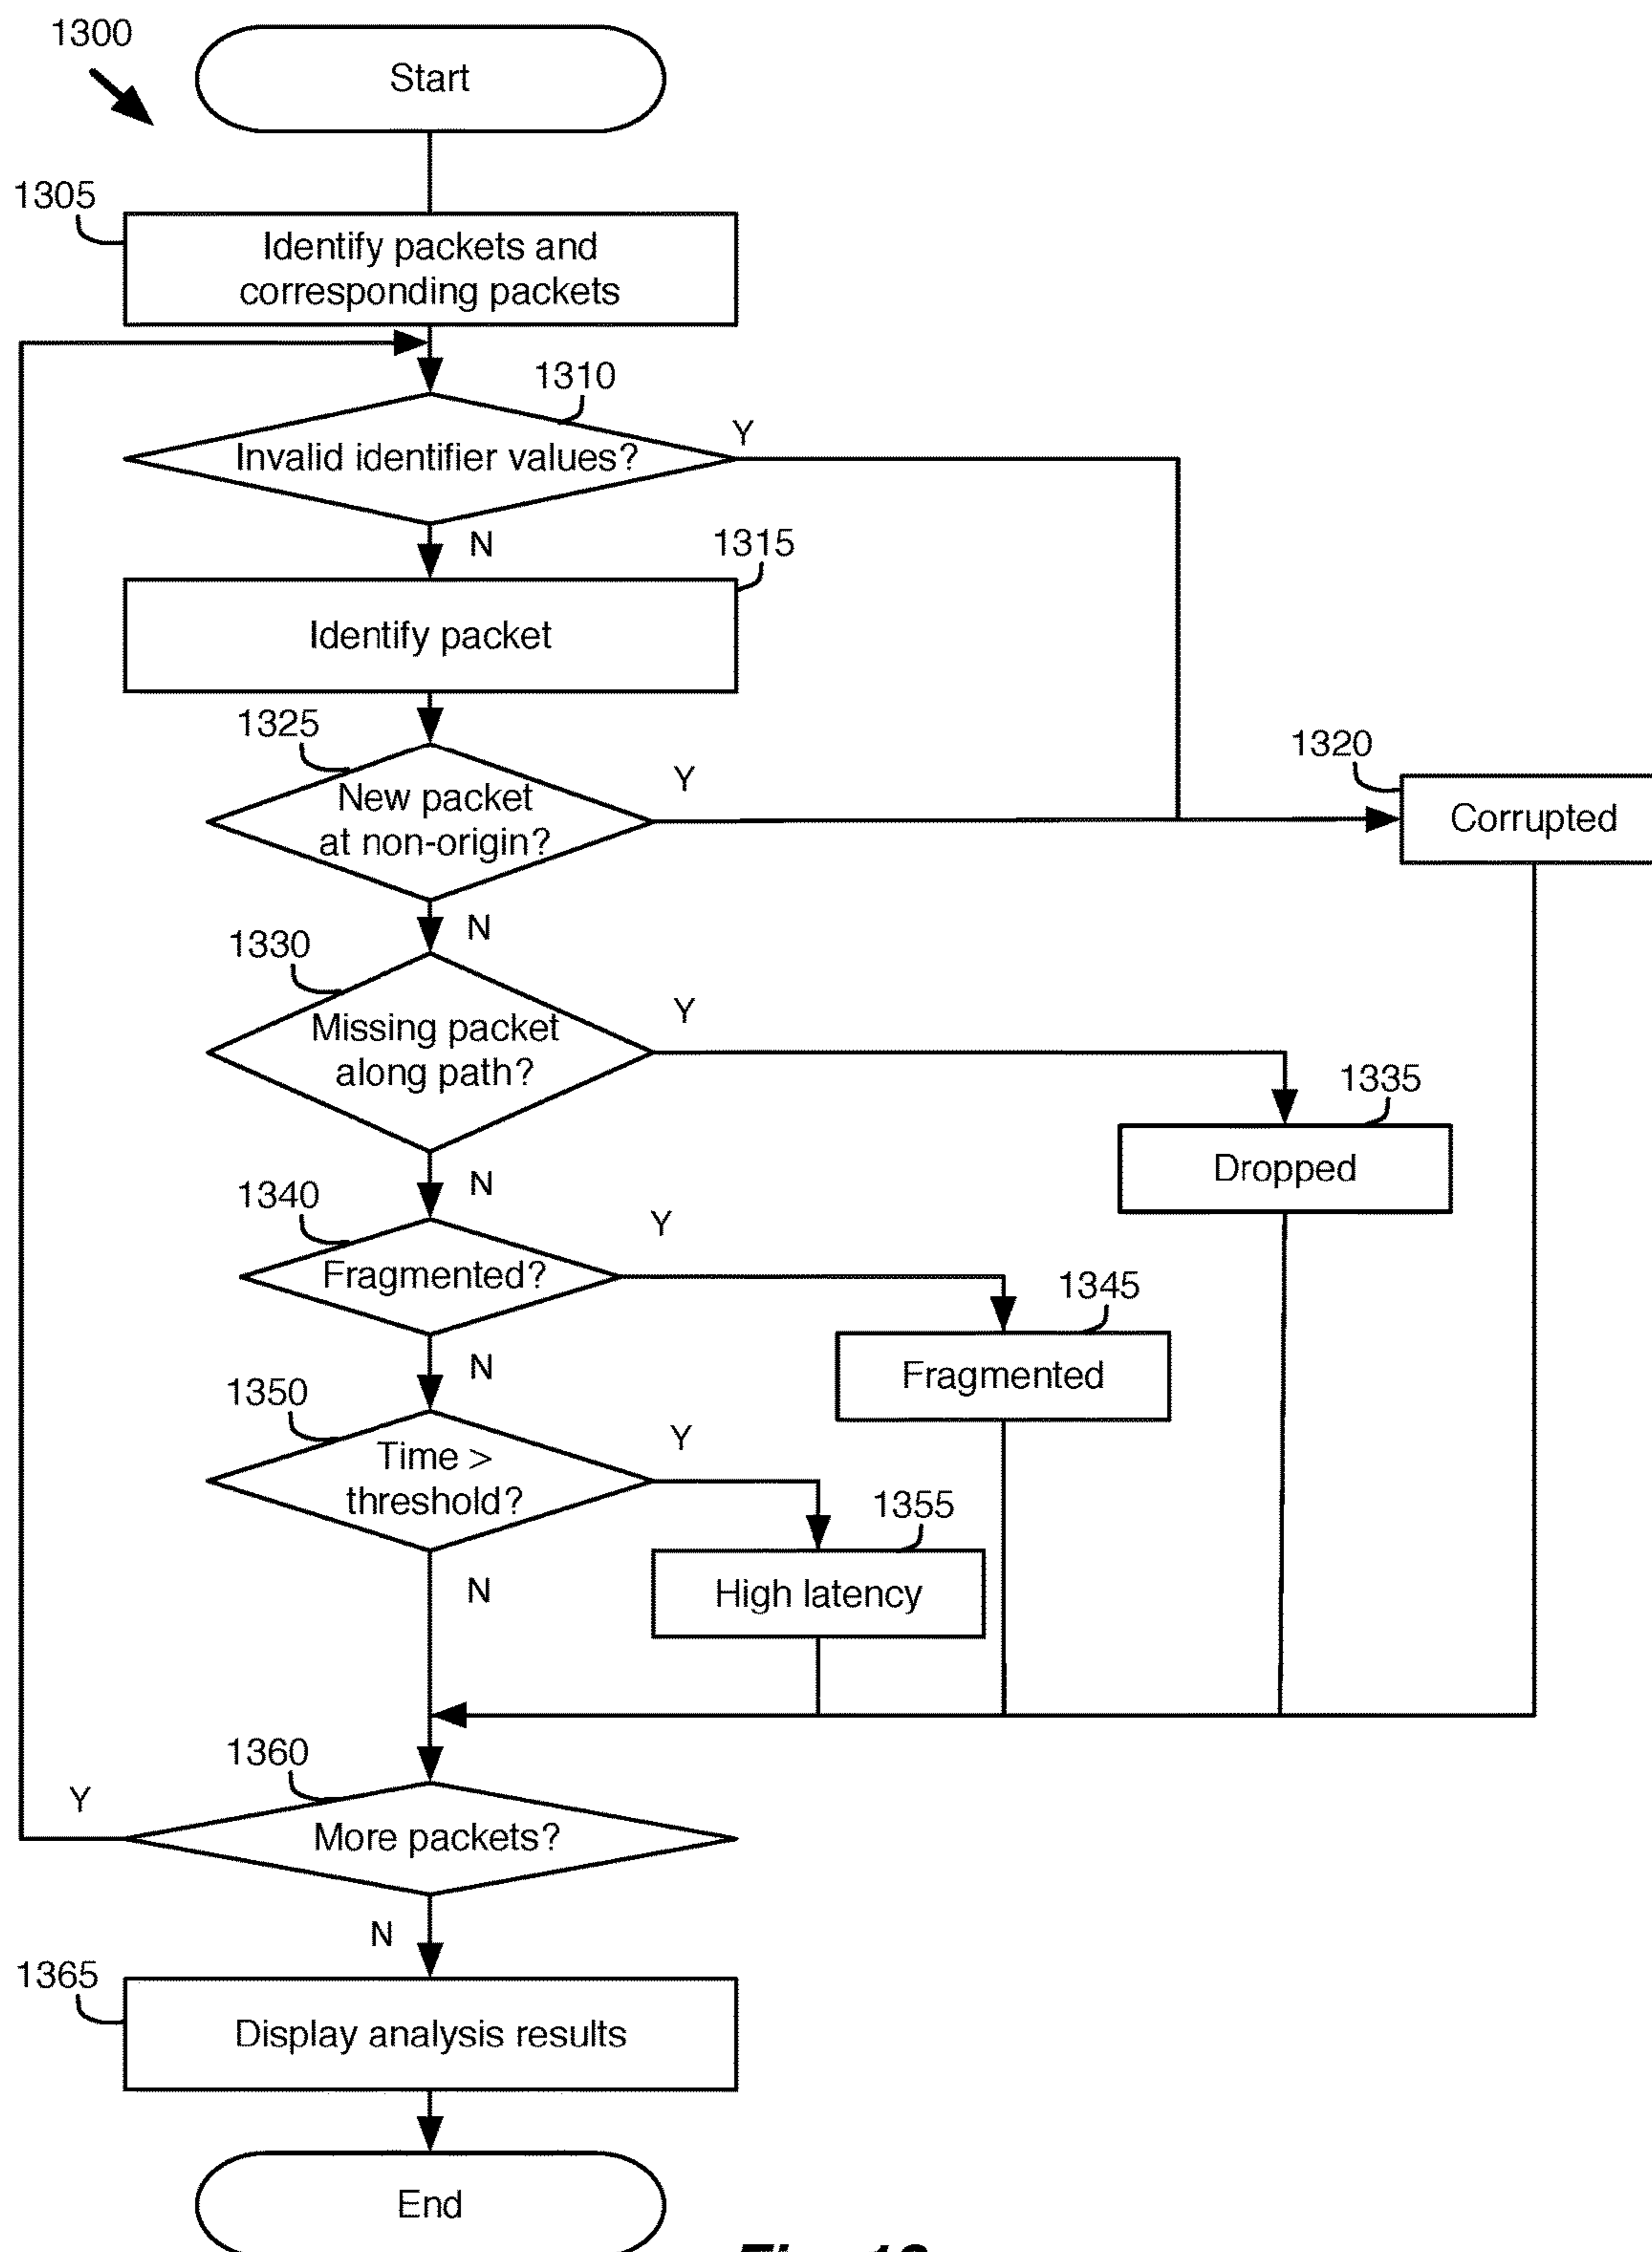 1300
Start
1305
Identify packets and
corresponding packets
1310
Invalid identifier values?
Y
N
1315
Identify packet
1325
New packet
at non-origin?
Y
1320
Corrupted
N
1330
Missing packet
along path?
Y
1335
Dropped
N
1340
Fragmented?
Y
1345
Fragmented
N
1350
Time >
threshold?
Y
1355
High latency
N
1360
More packets?
Y
N
1365
Display analysis results
End